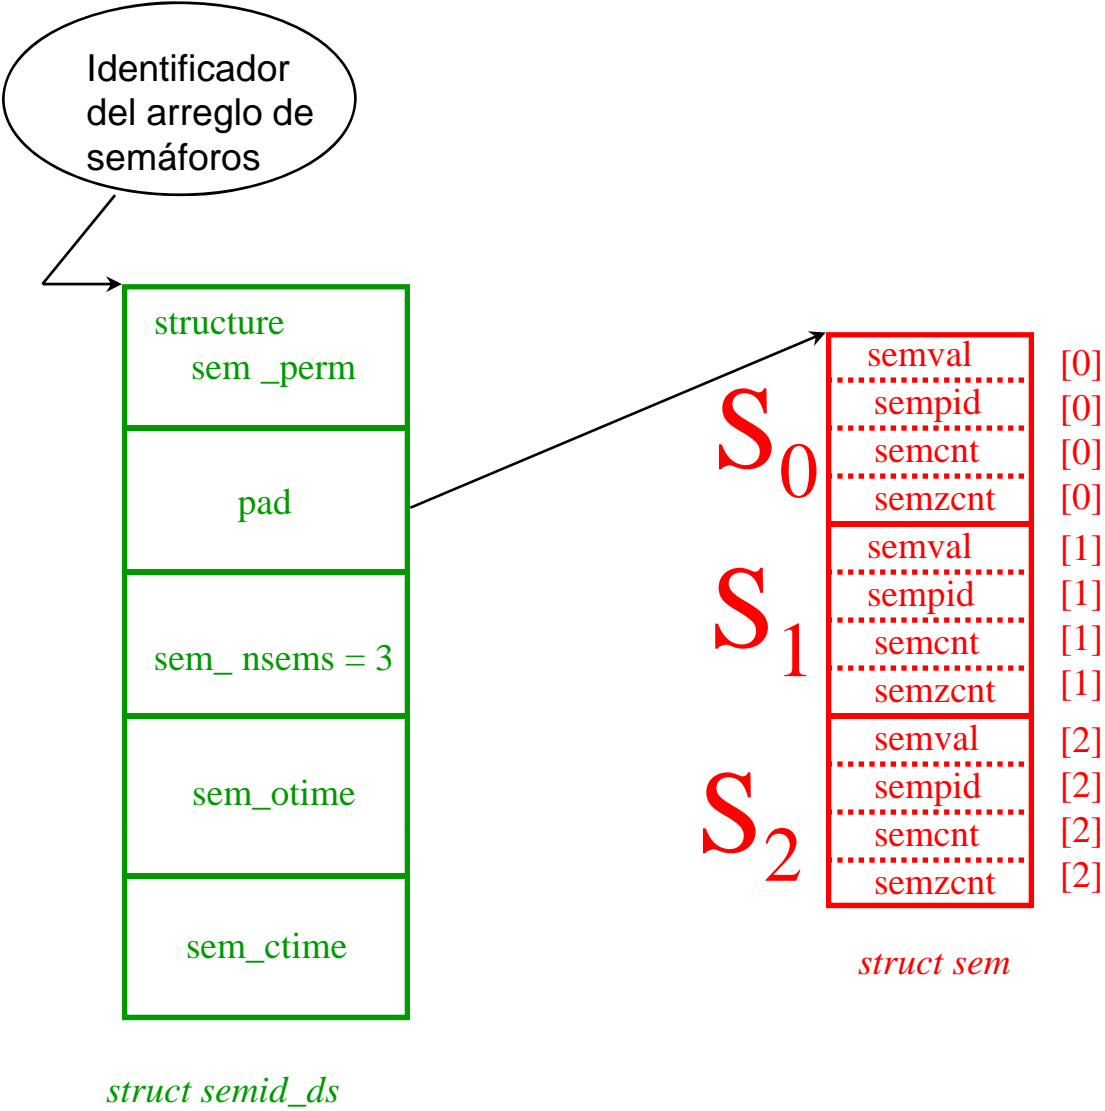 Identificador
del arreglo de
semáforos
structure
sem _perm
pad
sem_ nsems = 3
sem_otime
sem_ctime
struct semid_ds
S0
semval [0]
sempid [0]
semcnt [0]
semzcnt [0]
S1
semval [1]
sempid [1]
semcnt [1]
semzcnt [1]
S2
semval [2]
sempid [2]
semcnt [2]
semzcnt [2]
struct sem